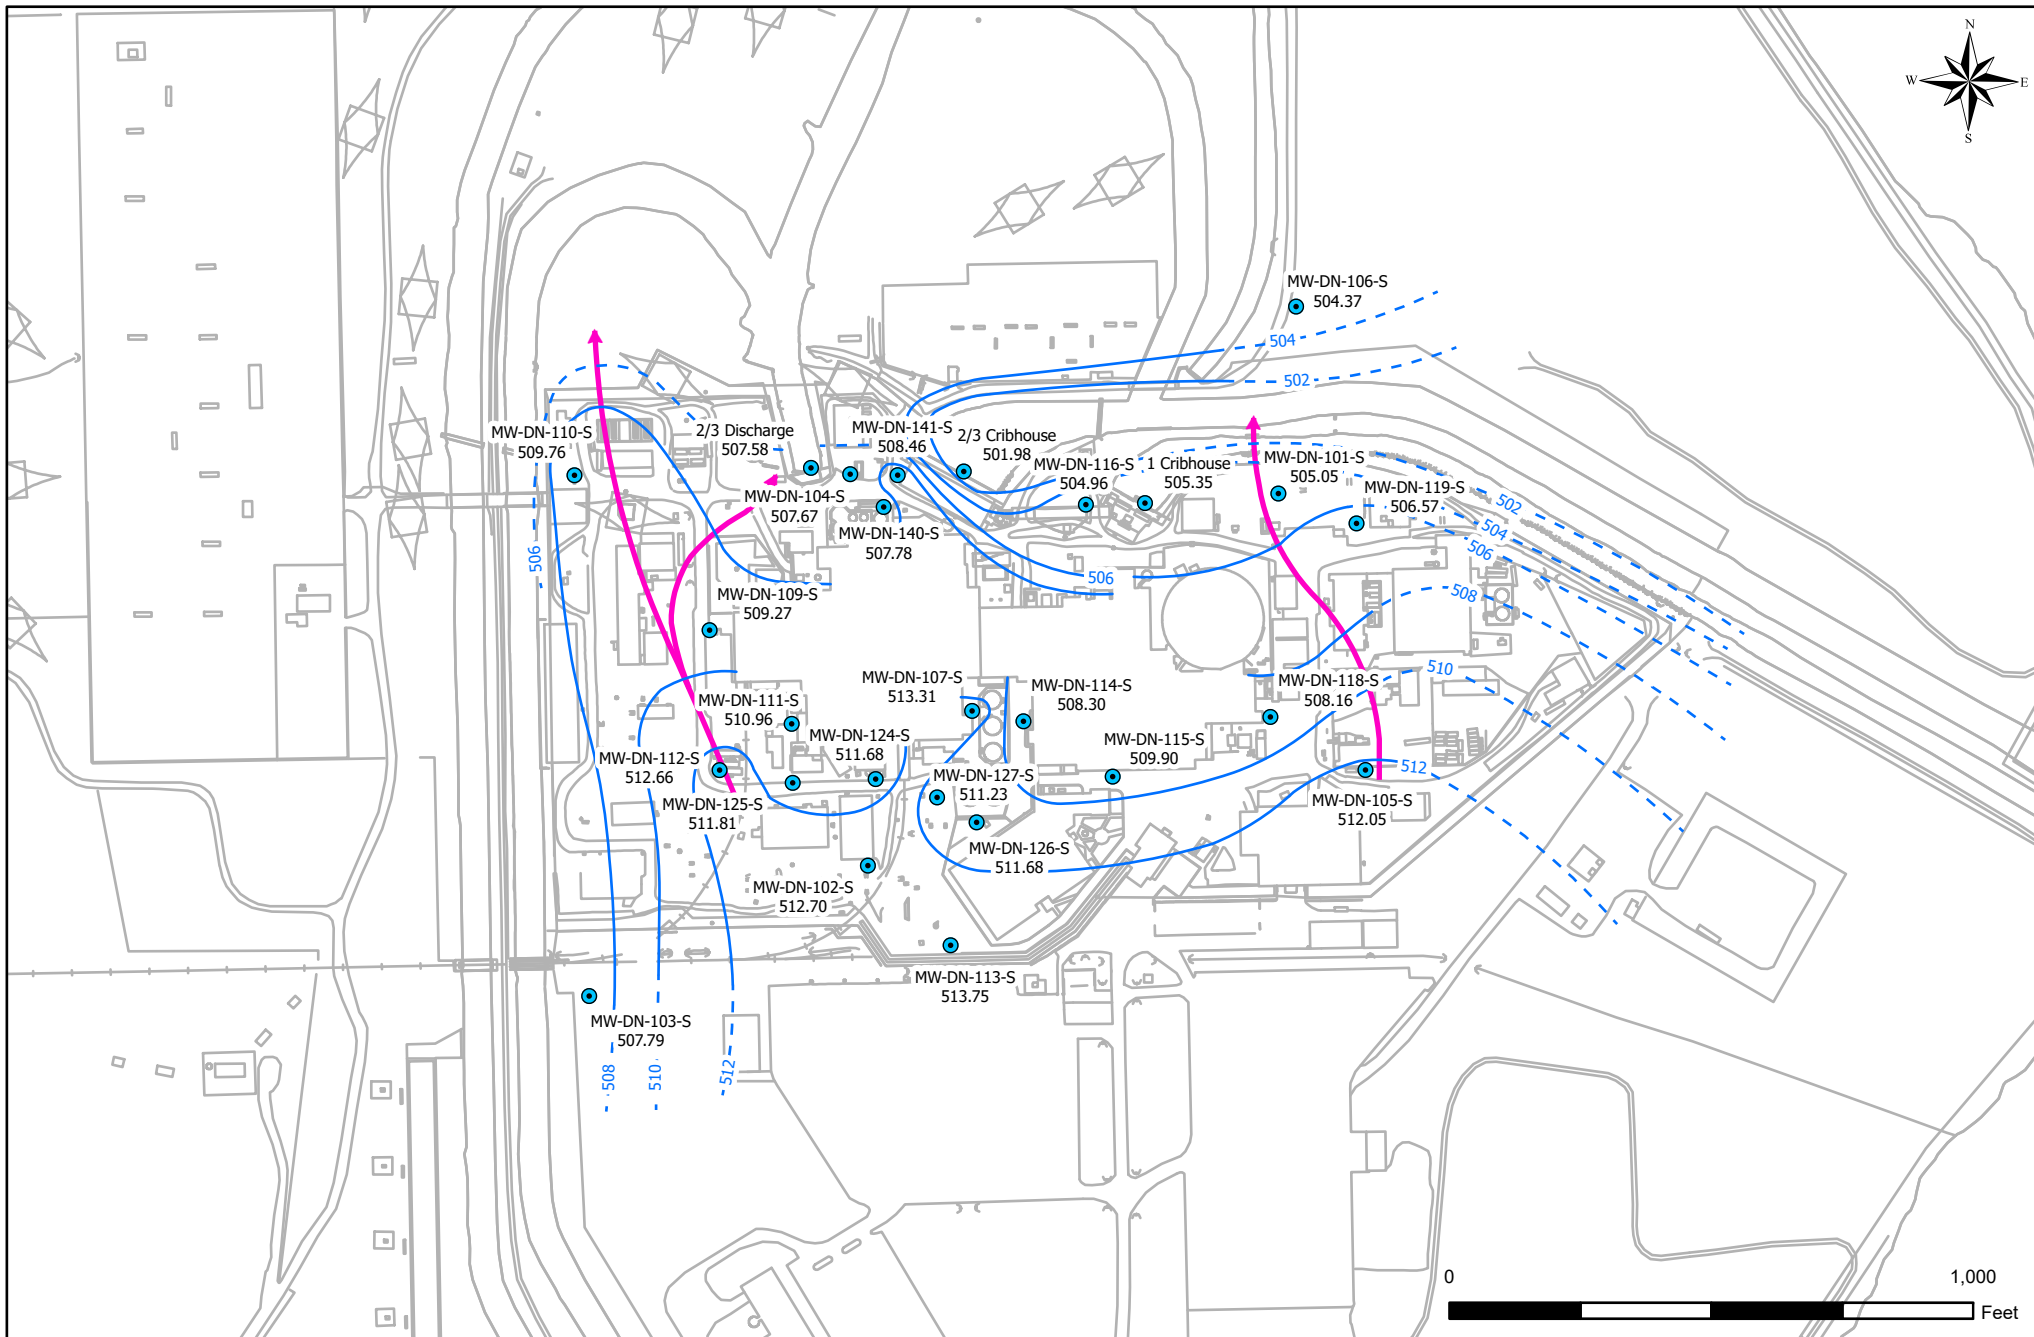 N
W
E
S
MW-DN-106-S
504.37
504
502
MW-DN-110-S
509.76
2/3 Discharge
507.58
MW-DN-141-S
508.46
2/3 Cribhouse
501.98
MW-DN-116-S
504.96
1 Cribhouse
505.35
MW-DN-101-S
505.05
MW-DN-119-S
506.57
MW-DN-104-S
507.67
MW-DN-140-S
507.78
502
504
506
506
506
508
MW-DN-109-S
509.27
510
MW-DN-107-S
513.31
MW-DN-114-S
508.30
MW-DN-118-S
508.16
MW-DN-111-S
510.96
MW-DN-124-S
511.68
MW-DN-112-S
512.66
MW-DN-115-S
509.90
512
MW-DN-127-S
511.23
MW-DN-125-S
511.81
MW-DN-105-S
512.05
MW-DN-126-S
511.68
MW-DN-102-S
512.70
MW-DN-113-S
513.75
MW-DN-103-S
507.79
508
510
512
0
1,000
Feet